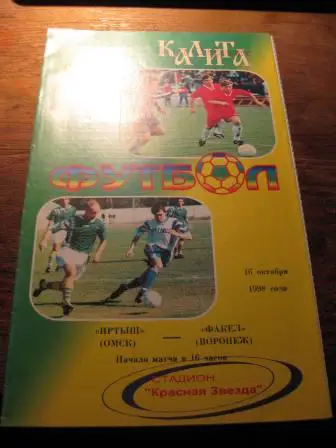 КАЛИТА
ФУТБОЛ
16 октября
1998 года
«ИРТЫШ» — «ФАКЕЛ»
(ОМСК) (ВОРОНЕЖ)
Начало матча в 16 часов
СТАДИОН
"Красная Звезда"